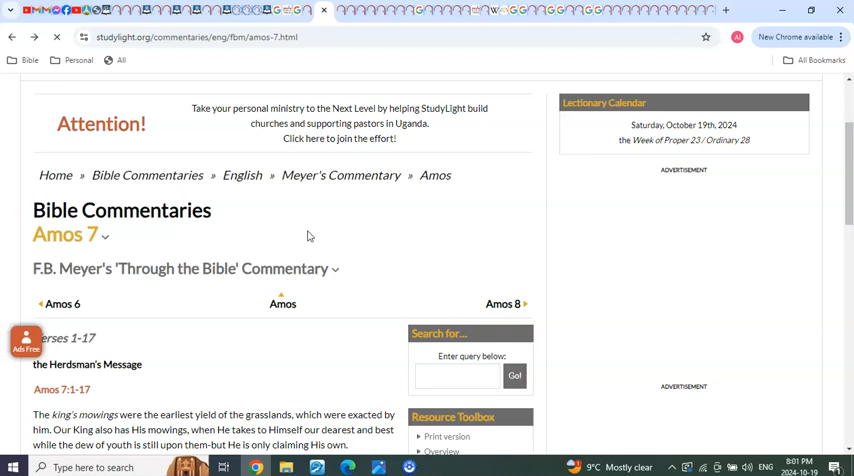 studylight.org/commentaries/eng/fbm/amos-7.html
AI
New Chrome available
Bible
Personal
All
All Bookmarks
Attention!
Take your personal ministry to the Next Level by helping StudyLight build
churches and supporting pastors in Uganda.
Click here to join the effort!
Lectionary Calendar
Saturday, October 19th, 2024
the Week of Proper 23 / Ordinary 28
ADVERTISEMENT
Home » Bible Commentaries » English » Meyer's Commentary » Amos
Bible Commentaries
Amos 7
F.B. Meyer's 'Through the Bible' Commentary
Amos 6
Amos
Amos 8
Ads Free
erses 1-17
the Herdsman's Message
Amos 7:1-17
The king's mowings were the earliest yield of the grasslands, which were exacted by
him. Our King also has His mowings, when He takes to Himself our dearest and best
while the dew of youth is still upon them-but He is only claiming His own.
Search for...
Enter query below:
Go!
Resource Toolbox
Print version
Overview
ADVERTISEMENT
Type here to search
9°C Mostly clear
ENG
8:01 PM
2024-10-19